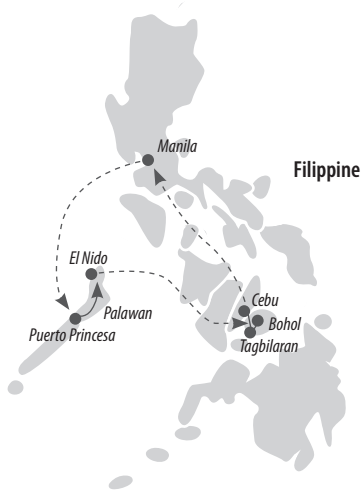 Manila
Filippine
El Nido
Palawan
Puerto Princesa
Cebu
Bohol
Tagbilaran